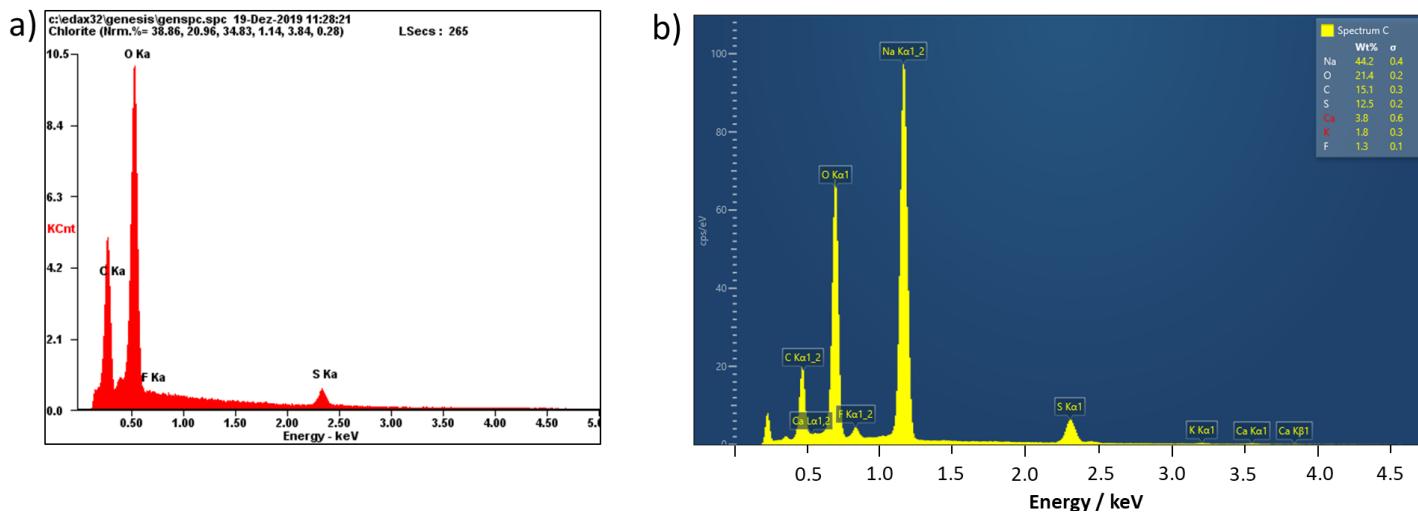 a)
c:\edax32\genesis\genspc.spc 19-Dez-2019 11:28:21
Chlorite (Nrm.%= 38.86, 20.96, 34.83, 1.14, 3.84, 0.28) LSecs : 265
10.5
8.4
6.3
KCnt
4.2
2.1
0.0
O Ka
C Ka
F Ka
S Ka
0.50 1.00 1.50 2.00 2.50 3.00 3.50 4.00 4.50 5.0
Energy - keV
b)
Spectrum C
Wt% σ
Na 44.2 0.4
O 21.4 0.2
C 15.1 0.3
S 12.5 0.2
Ca 3.8 0.6
K 1.8 0.3
F 1.3 0.1
100
80
60
40
20
0
cps/eV
Na Kα1_2
O Kα1
C Kα1_2
Ca Lα1,2
F Kα1_2
S Kα1
K Kα1
Ca Kα1
Ca Kβ1
0.5 1.0 1.5 2.0 2.5 3.0 3.5 4.0 4.5
Energy / keV